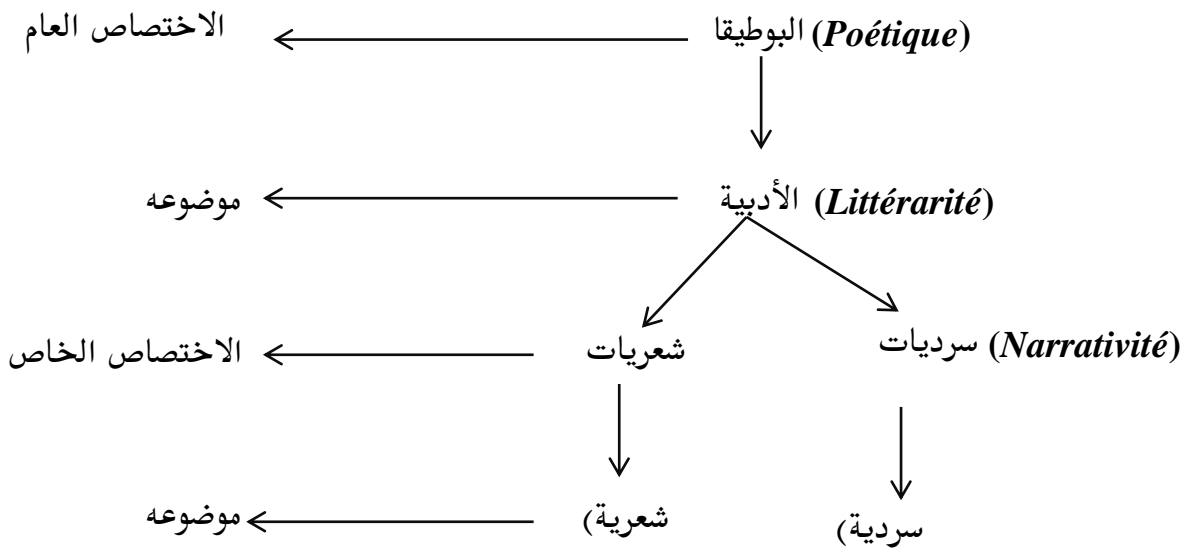 البوطيقا (Poétique)
الاختصاص العام
الأدبية (Littérarité)
موضوعه
سرديات (Narrativité)
شعريات
الاختصاص الخاص
سردية)
شعرية)
موضوعه